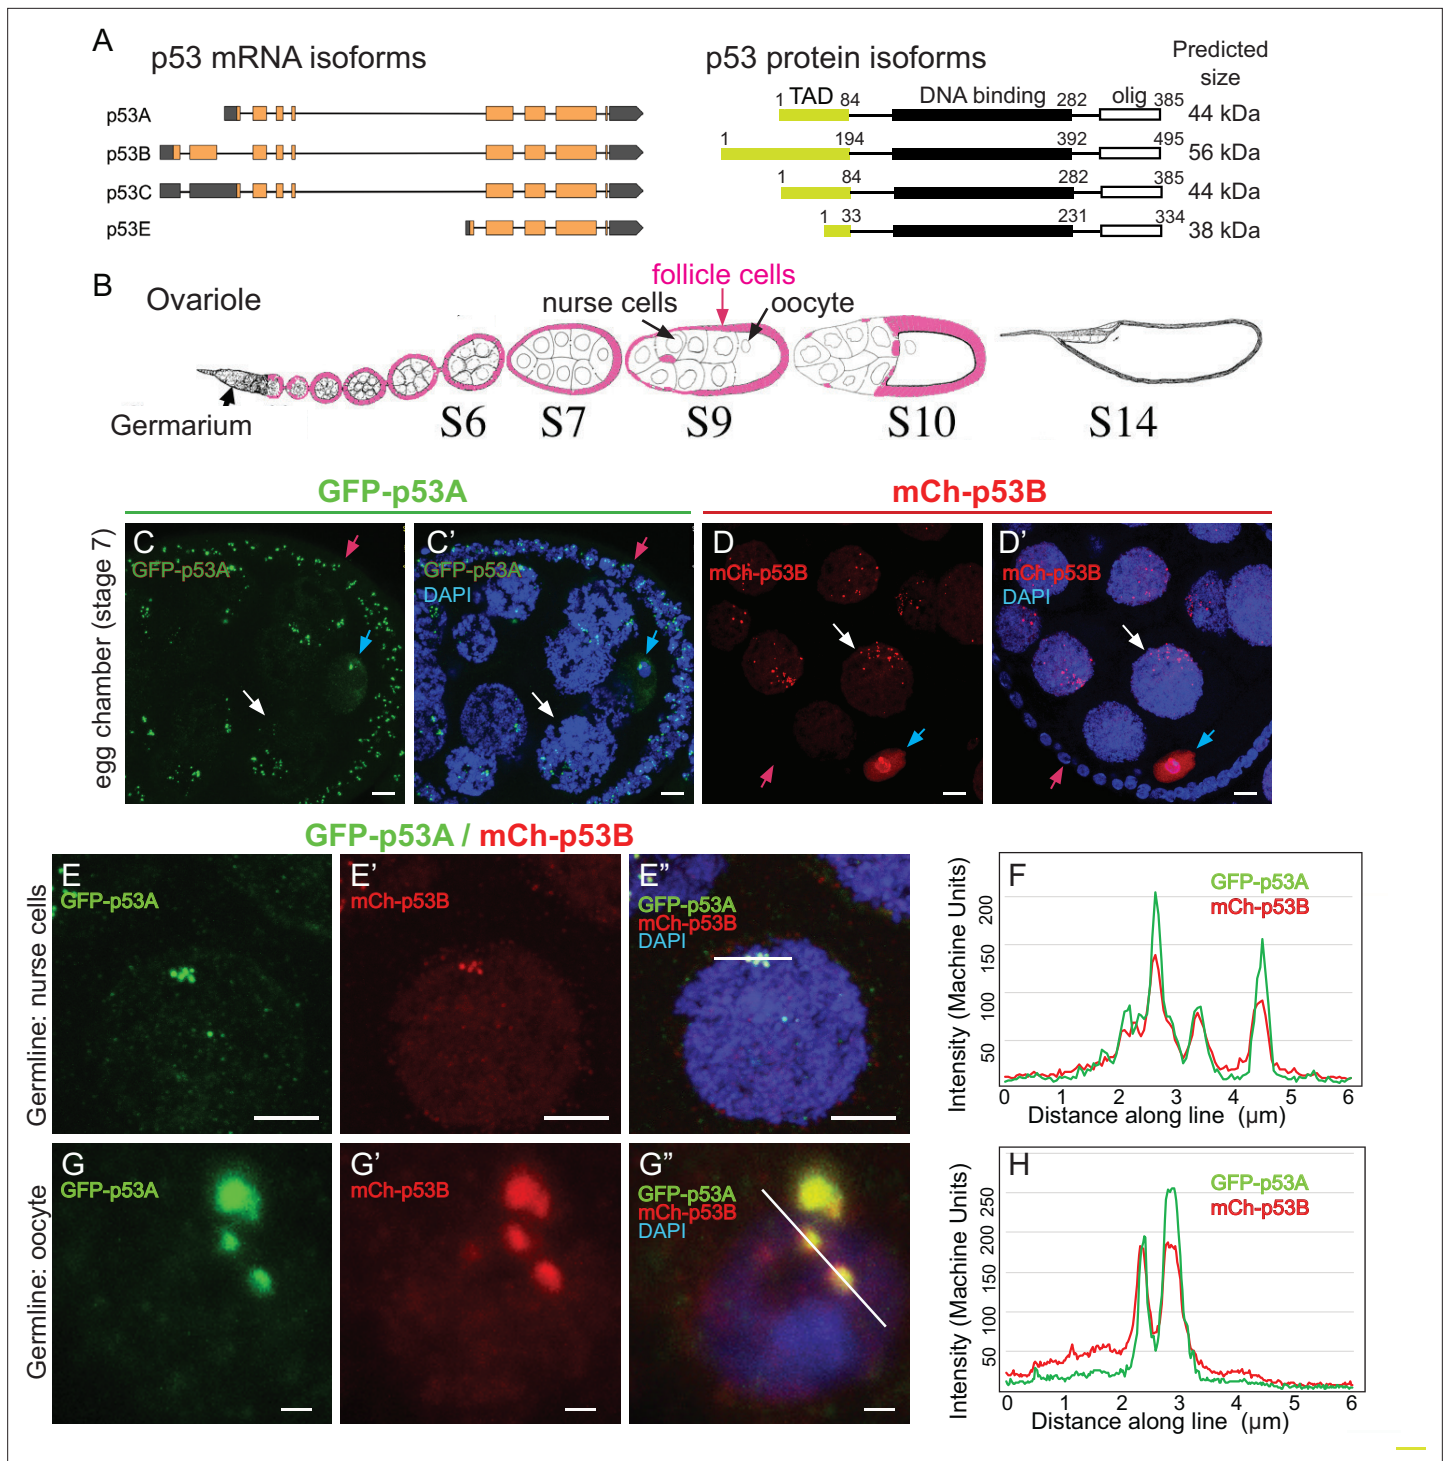 A
p53 mRNA isoforms
p53 protein isoforms
Predicted
size
p53A
1 TAD 84 DNA binding 282 olig 385
44 kDa
p53B
1 194 392 495
56 kDa
p53C
1 84 282 385
44 kDa
p53E
1 33 231 334
38 kDa
B
Ovariole
follicle cells
nurse cells
oocyte
Germarium
S6 S7 S9 S10 S14
GFP-p53A
mCh-p53B
egg chamber (stage 7)
C
GFP-p53A
C'
GFP-p53A
DAPI
D
mCh-p53B
D'
mCh-p53B
DAPI
GFP-p53A / mCh-p53B
Germline: nurse cells
E
GFP-p53A
E'
mCh-p53B
E"
GFP-p53A
mCh-p53B
DAPI
F
GFP-p53A
mCh-p53B
Intensity (Machine Units)
200
150
100
50
0 1 2 3 4 5 6
Distance along line (µm)
Germline: oocyte
G
GFP-p53A
G'
mCh-p53B
G"
GFP-p53A
mCh-p53B
DAPI
H
GFP-p53A
mCh-p53B
Intensity (Machine Units)
250
200
150
100
50
0 1 2 3 4 5 6
Distance along line (µm)